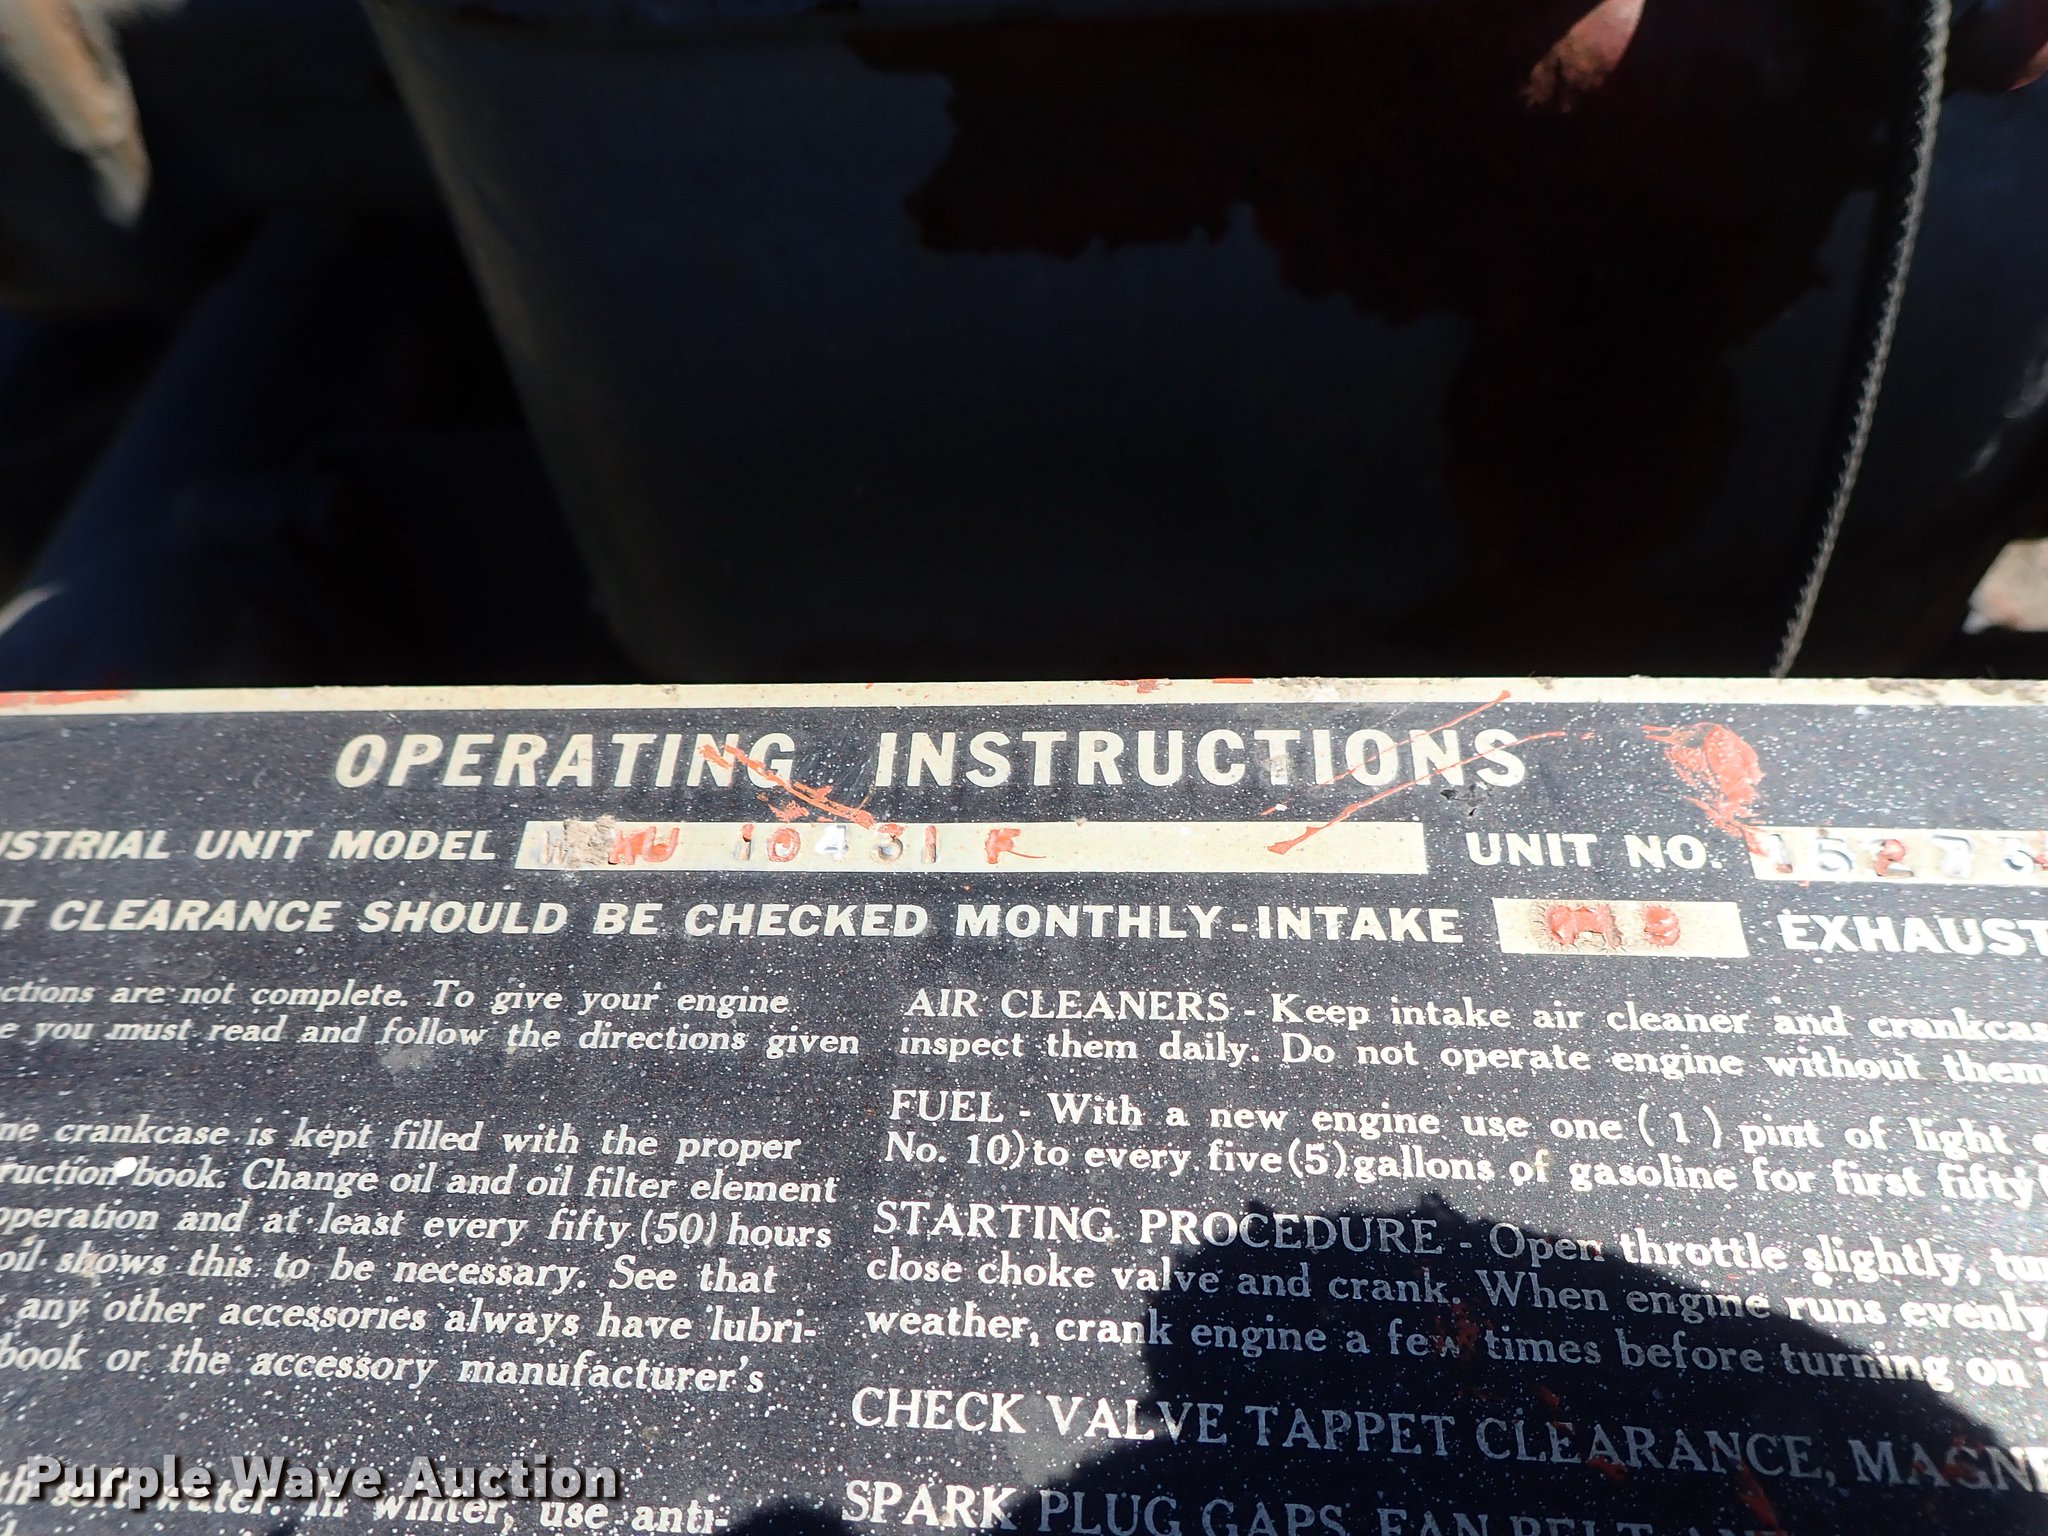 OPERATING INSTRUCTIONS
UNIT MODEL 10431 F UNIT NO.
CLEARANCE SHOULD BE CHECKED MONTHLY-INTAKE EXHAUST
are not complete. To give your engine
you must read and follow the directions given
crankcase is kept filled with the proper
book. Change oil and oil filter element
operation and at least every fifty (50) hours
oil shows this to be necessary. See that
any other accessories always have lubri-
book or the accessory manufacturer's
water. In winter, use anti-
AIR CLEANERS - Keep intake air cleaner and
inspect them daily. Do not operate engine without them
FUEL - With a new engine use one (1) pint of light
No. 10) to every five (5) gallons of gasoline for first fifty
STARTING PROCEDURE - Open throttle slightly,
close choke valve and crank. When engine runs evenly
weather, crank engine a few times before turning on
CHECK VALVE TAPPET CLEARANCE,
SPARK PLUG GAPS, FAN BELT
Purple Wave Auction